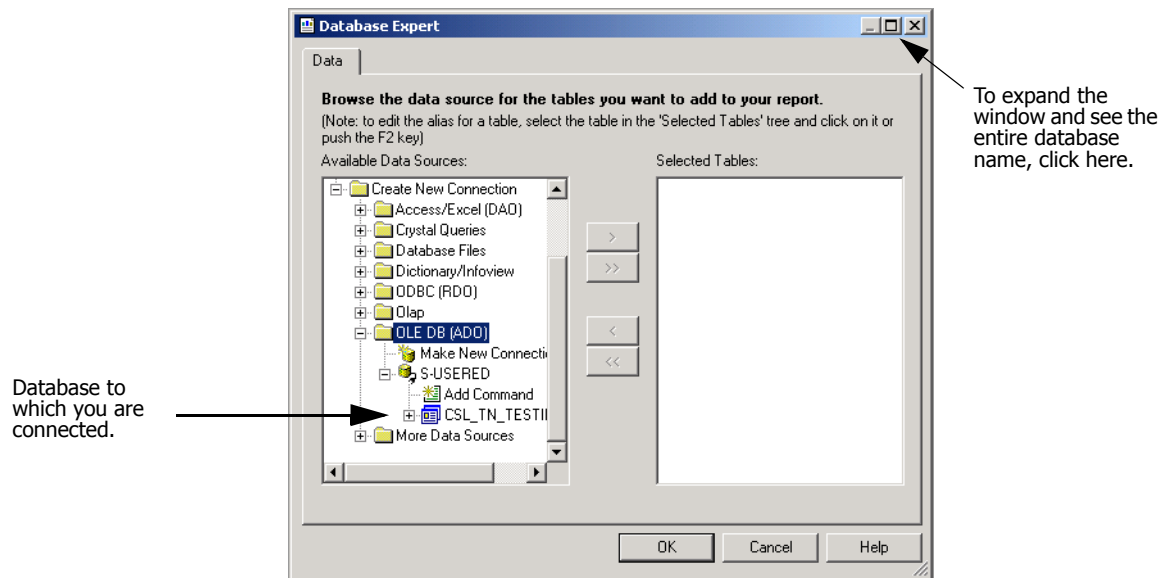 Database Expert
Data
Browse the data source for the tables you want to add to your report.
(Note: to edit the alias for a table, select the table in the 'Selected Tables' tree and click on it or
push the F2 key)
Available Data Sources:
Selected Tables:
Create New Connection
Access/Excel (DAO)
Crystal Queries
Database Files
Dictionary/Infoview
ODBC (RDO)
Olap
OLE DB (ADO)
Make New Connecti
S-USERED
Add Command
CSL_TN_TESTI
More Data Sources
>
>>
<
<<
OK
Cancel
Help
To expand the
window and see the
entire database
name, click here.
Database to
which you are
connected.